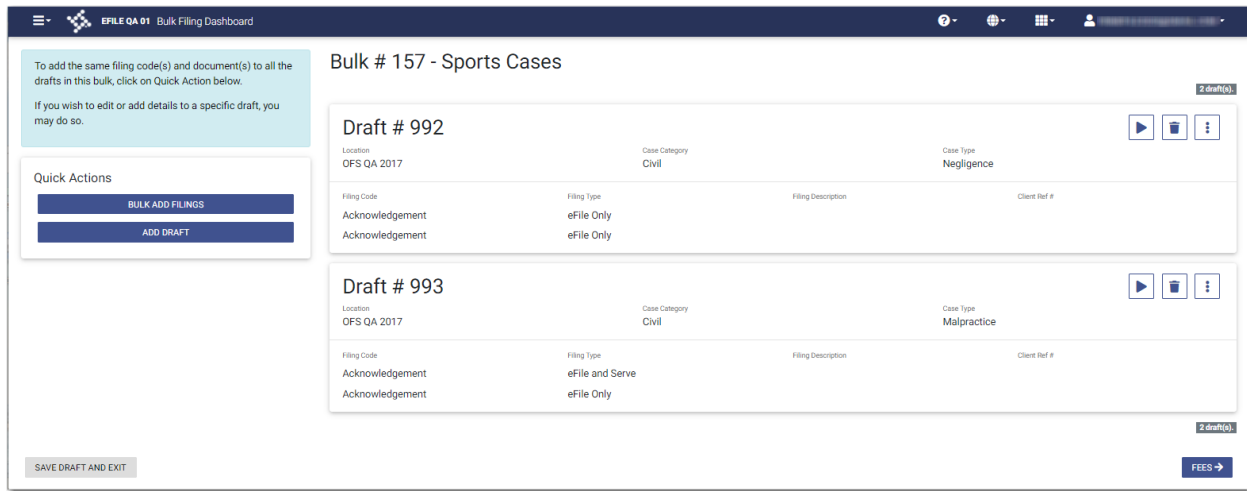 EFILE QA 01 Bulk Filing Dashboard
To add the same filing code(s) and document(s) to all the
drafts in this bulk, click on Quick Action below.
If you wish to edit or add details to a specific draft, you
may do so.
Quick Actions
BULK ADD FILINGS
ADD DRAFT
Bulk # 157 - Sports Cases
2 draft(s).
Draft # 992
Location Case Category Case Type
OFS QA 2017 Civil Negligence
Filing Code Filing Type Filing Description Client Ref #
Acknowledgement eFile Only
Acknowledgement eFile Only
Draft # 993
Location Case Category Case Type
OFS QA 2017 Civil Malpractice
Filing Code Filing Type Filing Description Client Ref #
Acknowledgement eFile and Serve
Acknowledgement eFile Only
2 draft(s).
SAVE DRAFT AND EXIT
FEES